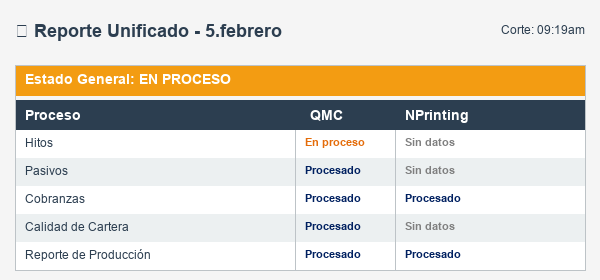 Reporte Unificado - 5.febrero
Corte: 09:19am
Estado General: EN PROCESO
Proceso QMC NPrinting
Hitos En proceso Sin datos
Pasivos Procesado Sin datos
Cobranzas Procesado Procesado
Calidad de Cartera Procesado Sin datos
Reporte de Producción Procesado Procesado